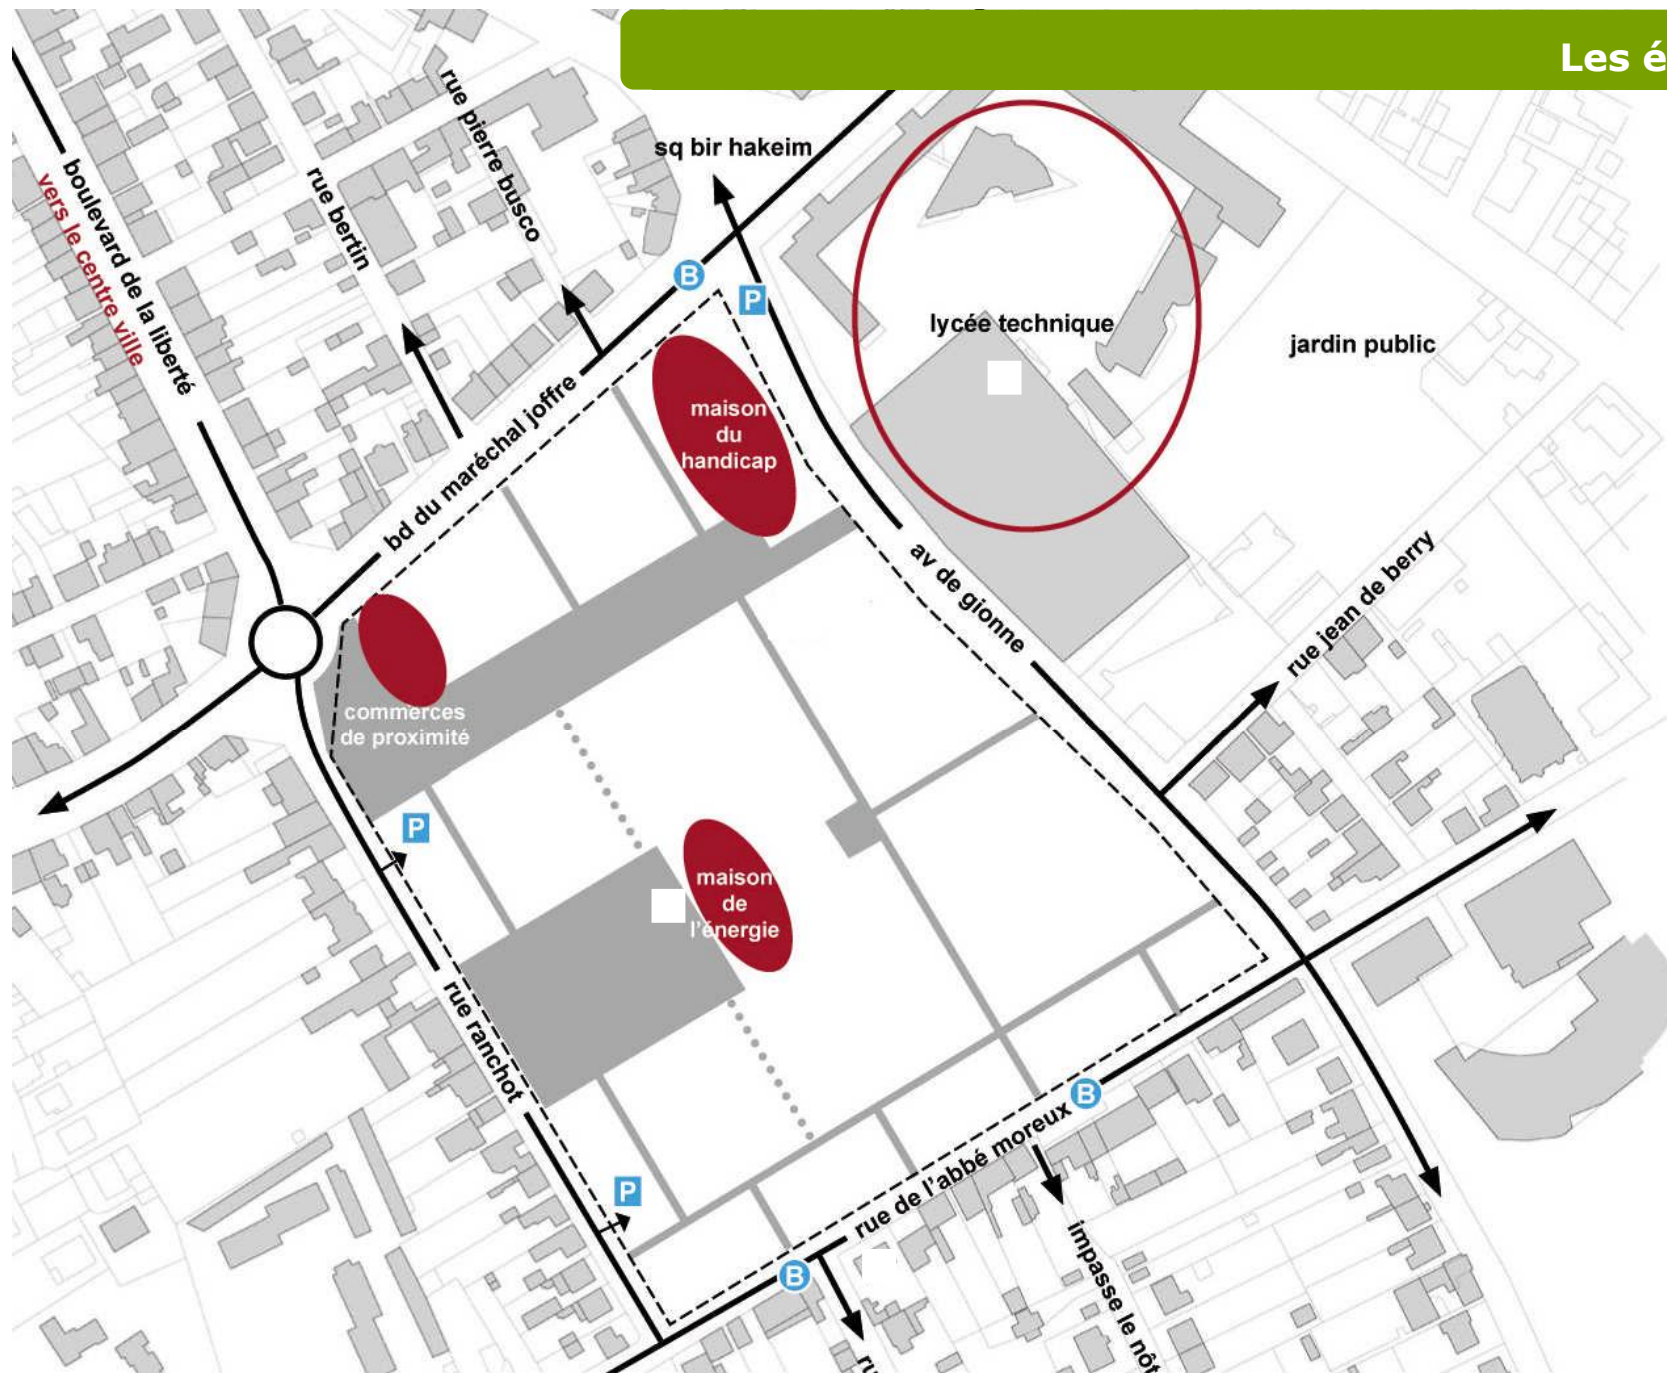 Les é
rue pierre busco
sq bir hakeim
boulevard de la liberté
vers le centre ville
rue bertin
B
P
lycée technique
jardin public
bd du maréchal joffre
maison
du
handicap
av de gionne
rue jean de berry
commerces
de proximité
P
maison
de
l'énergie
rue ranchot
B
rue de l'abbé moreux
P
B
impasse le nôt
ru